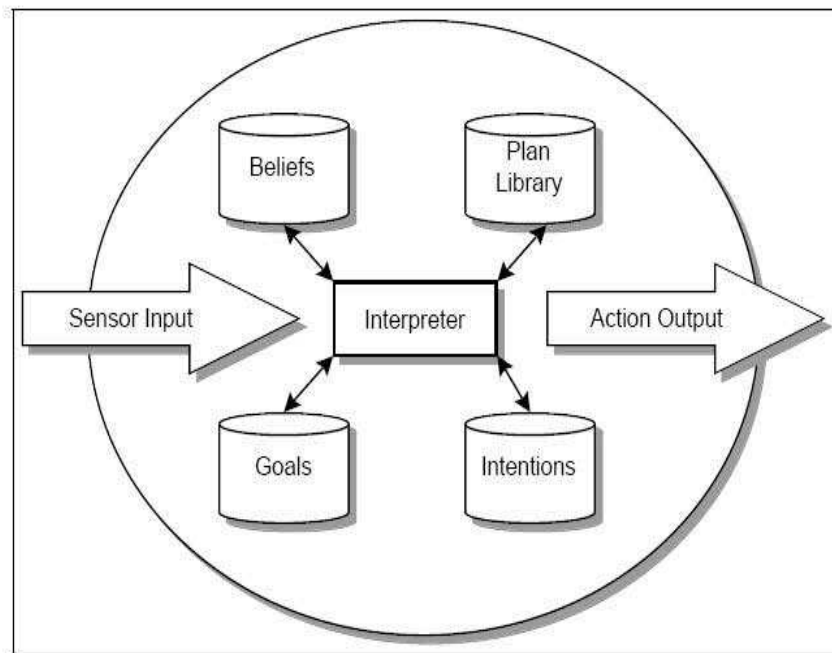 Beliefs
Plan
Library
Sensor Input
Interpreter
Action Output
Goals
Intentions